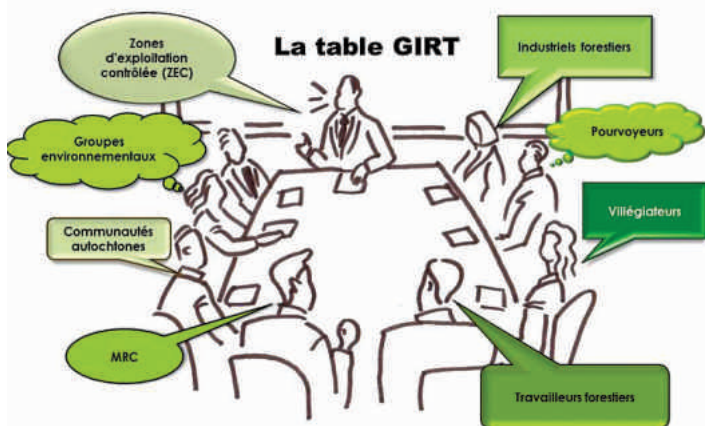 La table GIRT
Zones
d'exploitation
contrôlée (ZEC)
Industriels forestiers
Groupes
environnementaux
Pourvoyeurs
Communautés
autochtones
Villégiateurs
MRC
Travailleurs forestiers